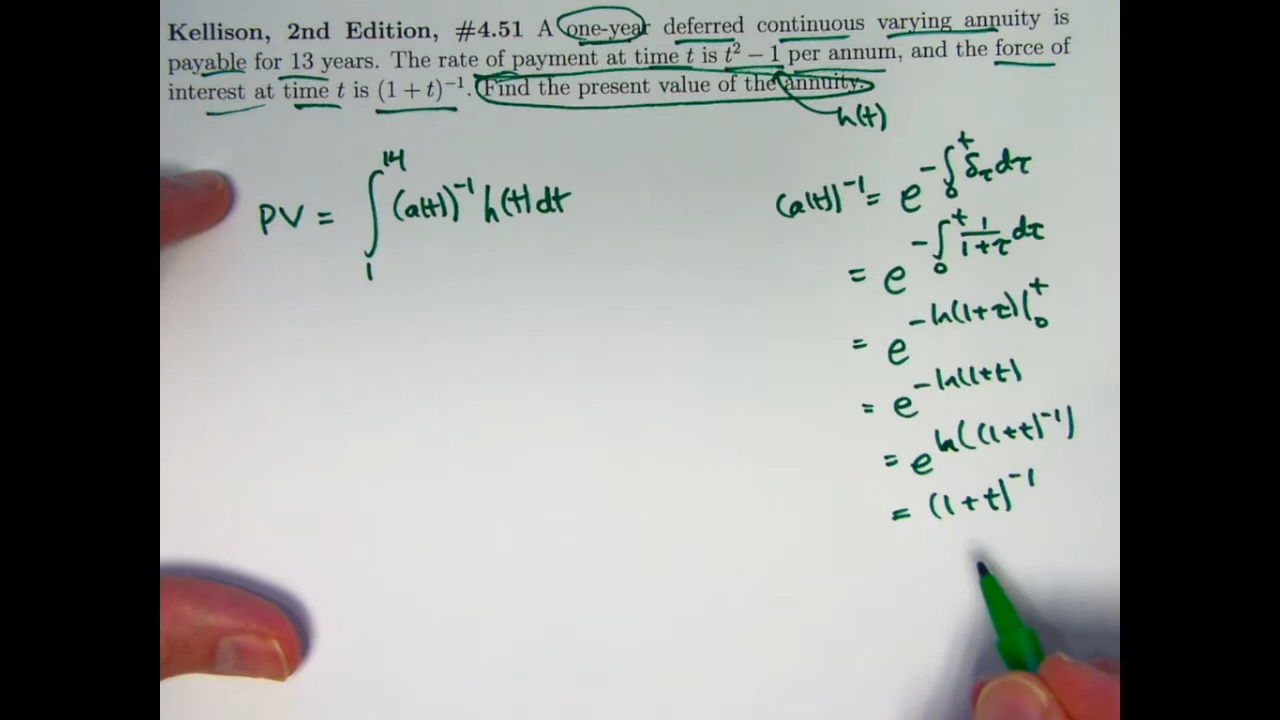 Kellison, 2nd Edition, #4.51 A one-year deferred continuous varying annuity is
payable for 13 years. The rate of payment at time t is t² − 1 per annum, and the force of
interest at time t is (1 + t)⁻¹. Find the present value of the annuity.
h(t)
PV = ∫₁¹⁴ (a(t))⁻¹ h(t) dt
(a(t))⁻¹ = e^(−∫₀ᵗ δ_τ dτ)
= e^(−∫₀ᵗ 1/(1+τ) dτ)
= e^(−ln(1+τ)|₀ᵗ)
= e^(−ln(1+t))
= e^(ln((1+t)⁻¹))
= (1+t)⁻¹